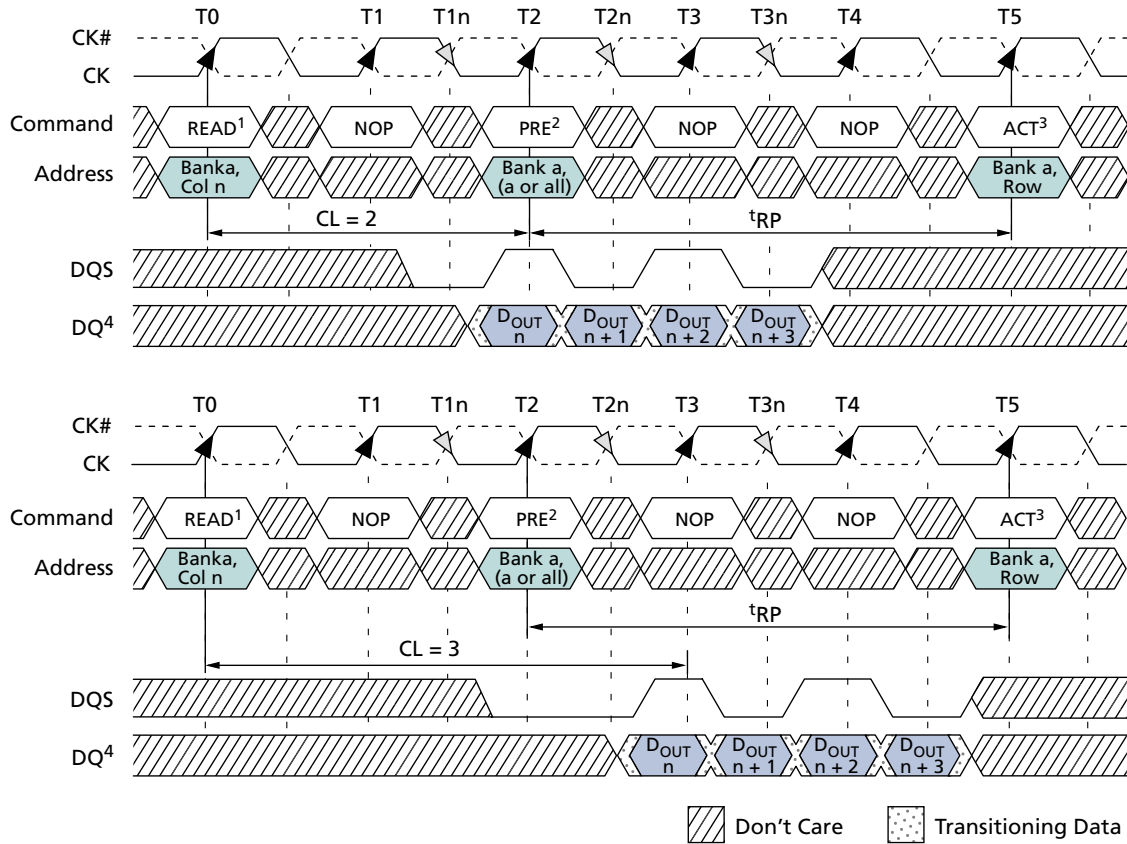 T0 T1 T1n T2 T2n T3 T3n T4 T5
CK#
CK
Command READ1 NOP PRE2 NOP NOP ACT3
Address Banka, Col n Bank a, (a or all) Bank a, Row
CL = 2 tRP
DQS
DQ4 DOUT n DOUT n + 1 DOUT n + 2 DOUT n + 3
T0 T1 T1n T2 T2n T3 T3n T4 T5
CK#
CK
Command READ1 NOP PRE2 NOP NOP ACT3
Address Banka, Col n Bank a, (a or all) Bank a, Row
tRP
CL = 3
DQS
DQ4 DOUT n DOUT n + 1 DOUT n + 2 DOUT n + 3
Don't Care Transitioning Data